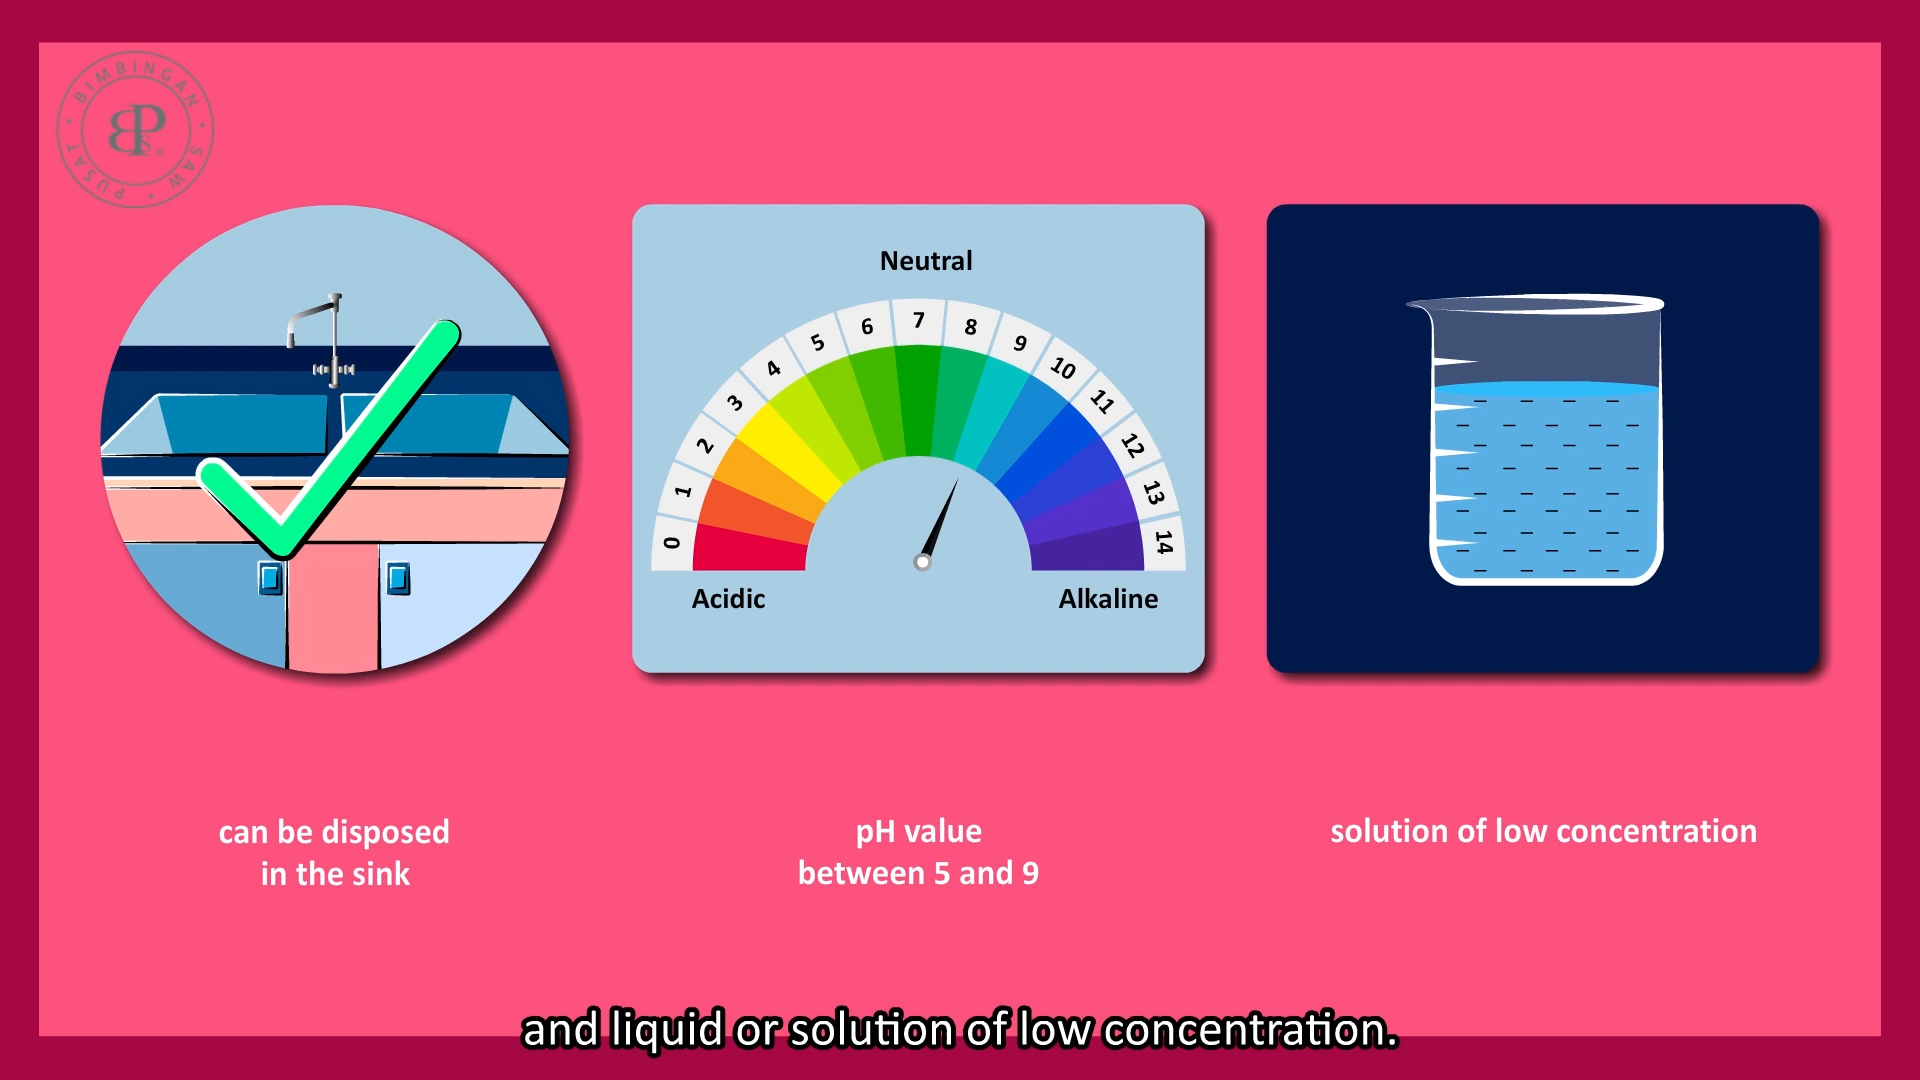 BIMBINGAN SAW PUSAT
BPS
Neutral
0 1 2 3 4 5 6 7 8 9 10 11 12 13 14
Acidic
Alkaline
can be disposed
in the sink
pH value
between 5 and 9
solution of low concentration
and liquid or solution of low concentration.